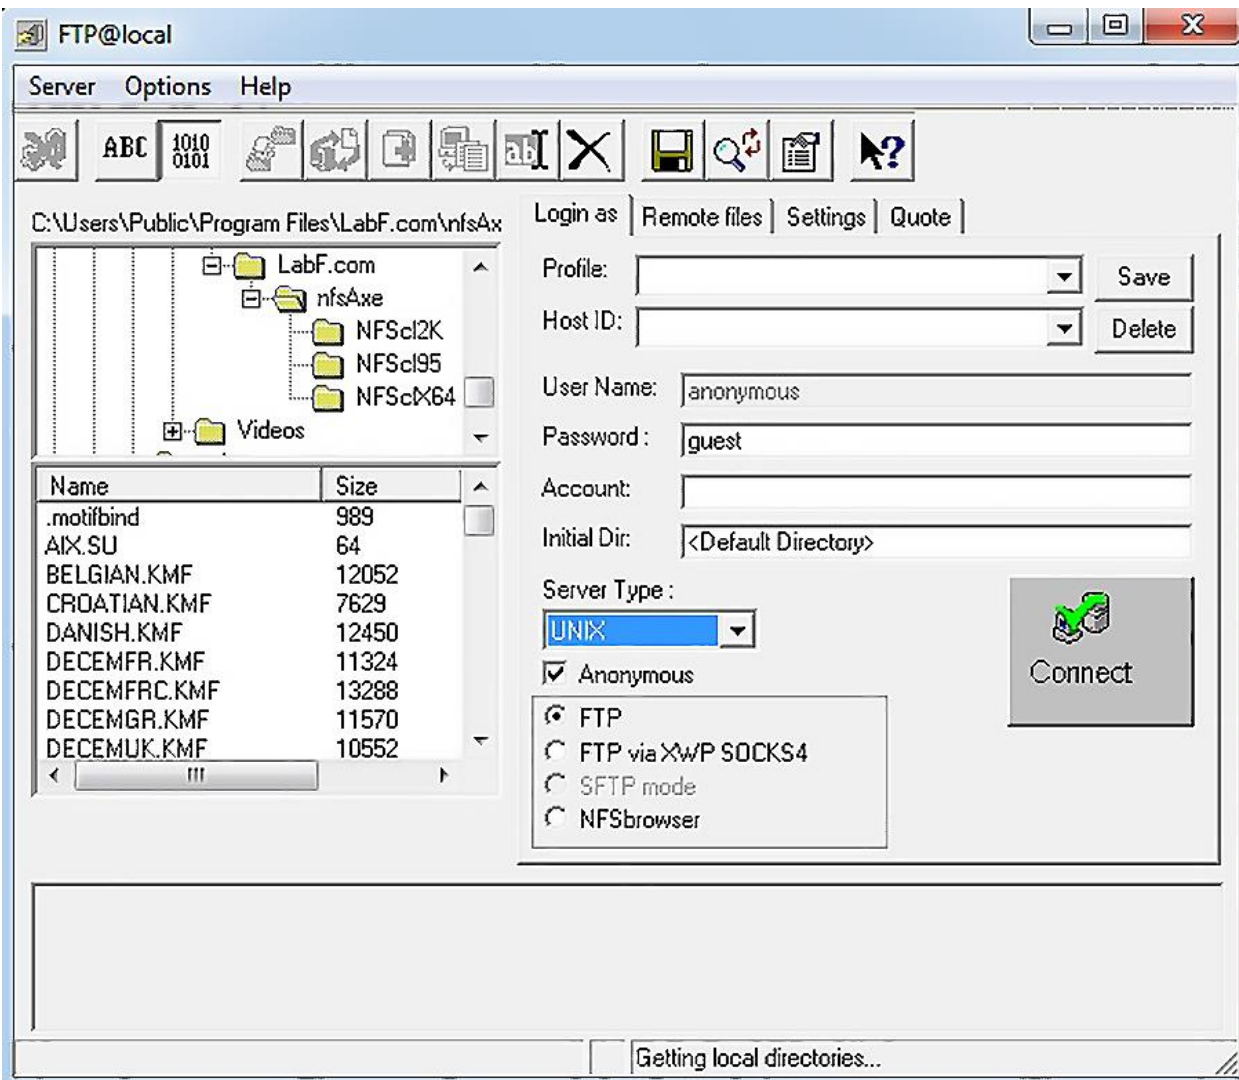 FTP@local
Server Options Help
ABC 1010 0101 ab ?
C:\Users\Public\Program Files\LabF.com\nfsAx
LabF.com
nfsAxe
NFScl2K
NFScl95
NFSclX64
Videos
Name Size
.motifbind 989
AIX.SU 64
BELGIAN.KMF 12052
CROATIAN.KMF 7629
DANISH.KMF 12450
DECEMFR.KMF 11324
DECEMFRC.KMF 13288
DECEMGR.KMF 11570
DECEMUK.KMF 10552
Login as Remote files Settings Quote
Profile: Save
Host ID: Delete
User Name: anonymous
Password : guest
Account:
Initial Dir: <Default Directory>
Server Type :
UNIX
Anonymous
Connect
FTP
FTP via XWP SOCKS4
SFTP mode
NFSbrowser
Getting local directories...